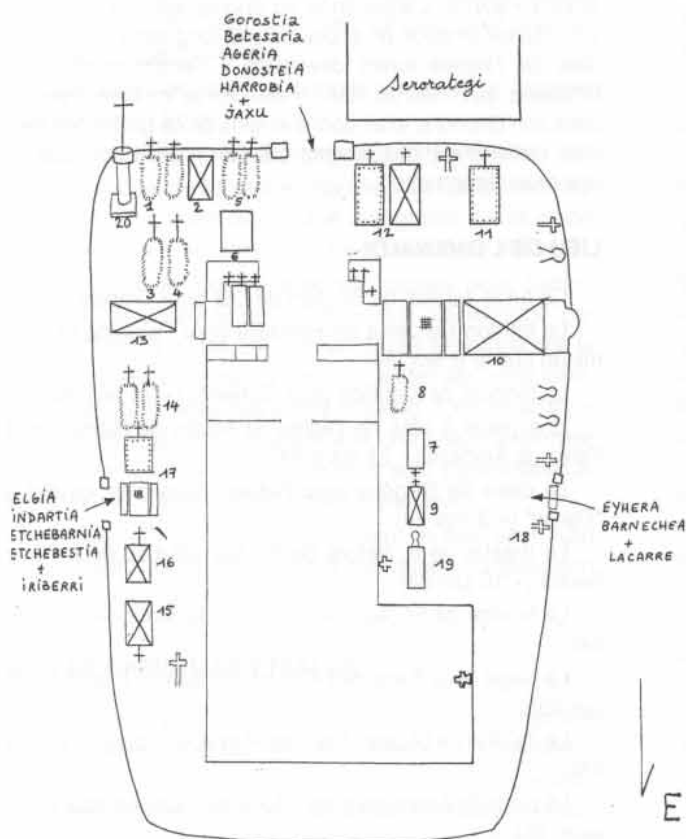 Gorostia
Betesaria
AGERIA
DONOSTEIA
HARROBIA
+
JAXU
Serorategi
20
1
2
5
12
11
3
4
6
13
10
14
8
17
7
ELGIA
INDARTIA
ETCHEBARNIA
ETCHEBESTIA
+
IRIBERRI
9
18
EYHERA
BARNECHEA
+
LACARRE
16
19
15
E